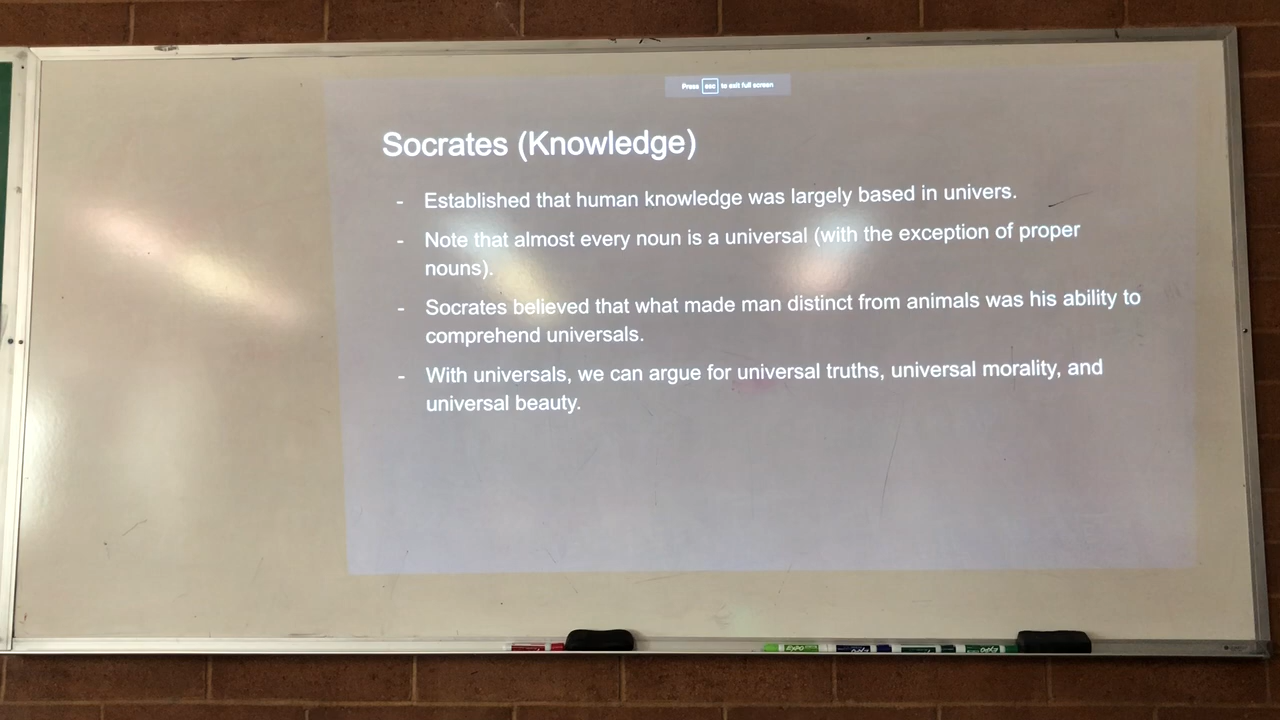 Press esc to exit full screen
Socrates (Knowledge)
- Established that human knowledge was largely based in univers.
- Note that almost every noun is a universal (with the exception of proper
nouns).
- Socrates believed that what made man distinct from animals was his ability to
comprehend universals.
- With universals, we can argue for universal truths, universal morality, and
universal beauty.
EXPO
EXPO
EXPO